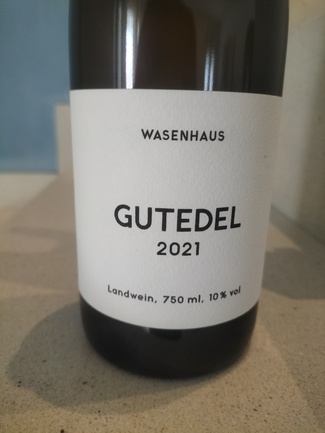 WASENHAUS
GUTEDEL
2021
Landwein, 750 ml, 10% vol